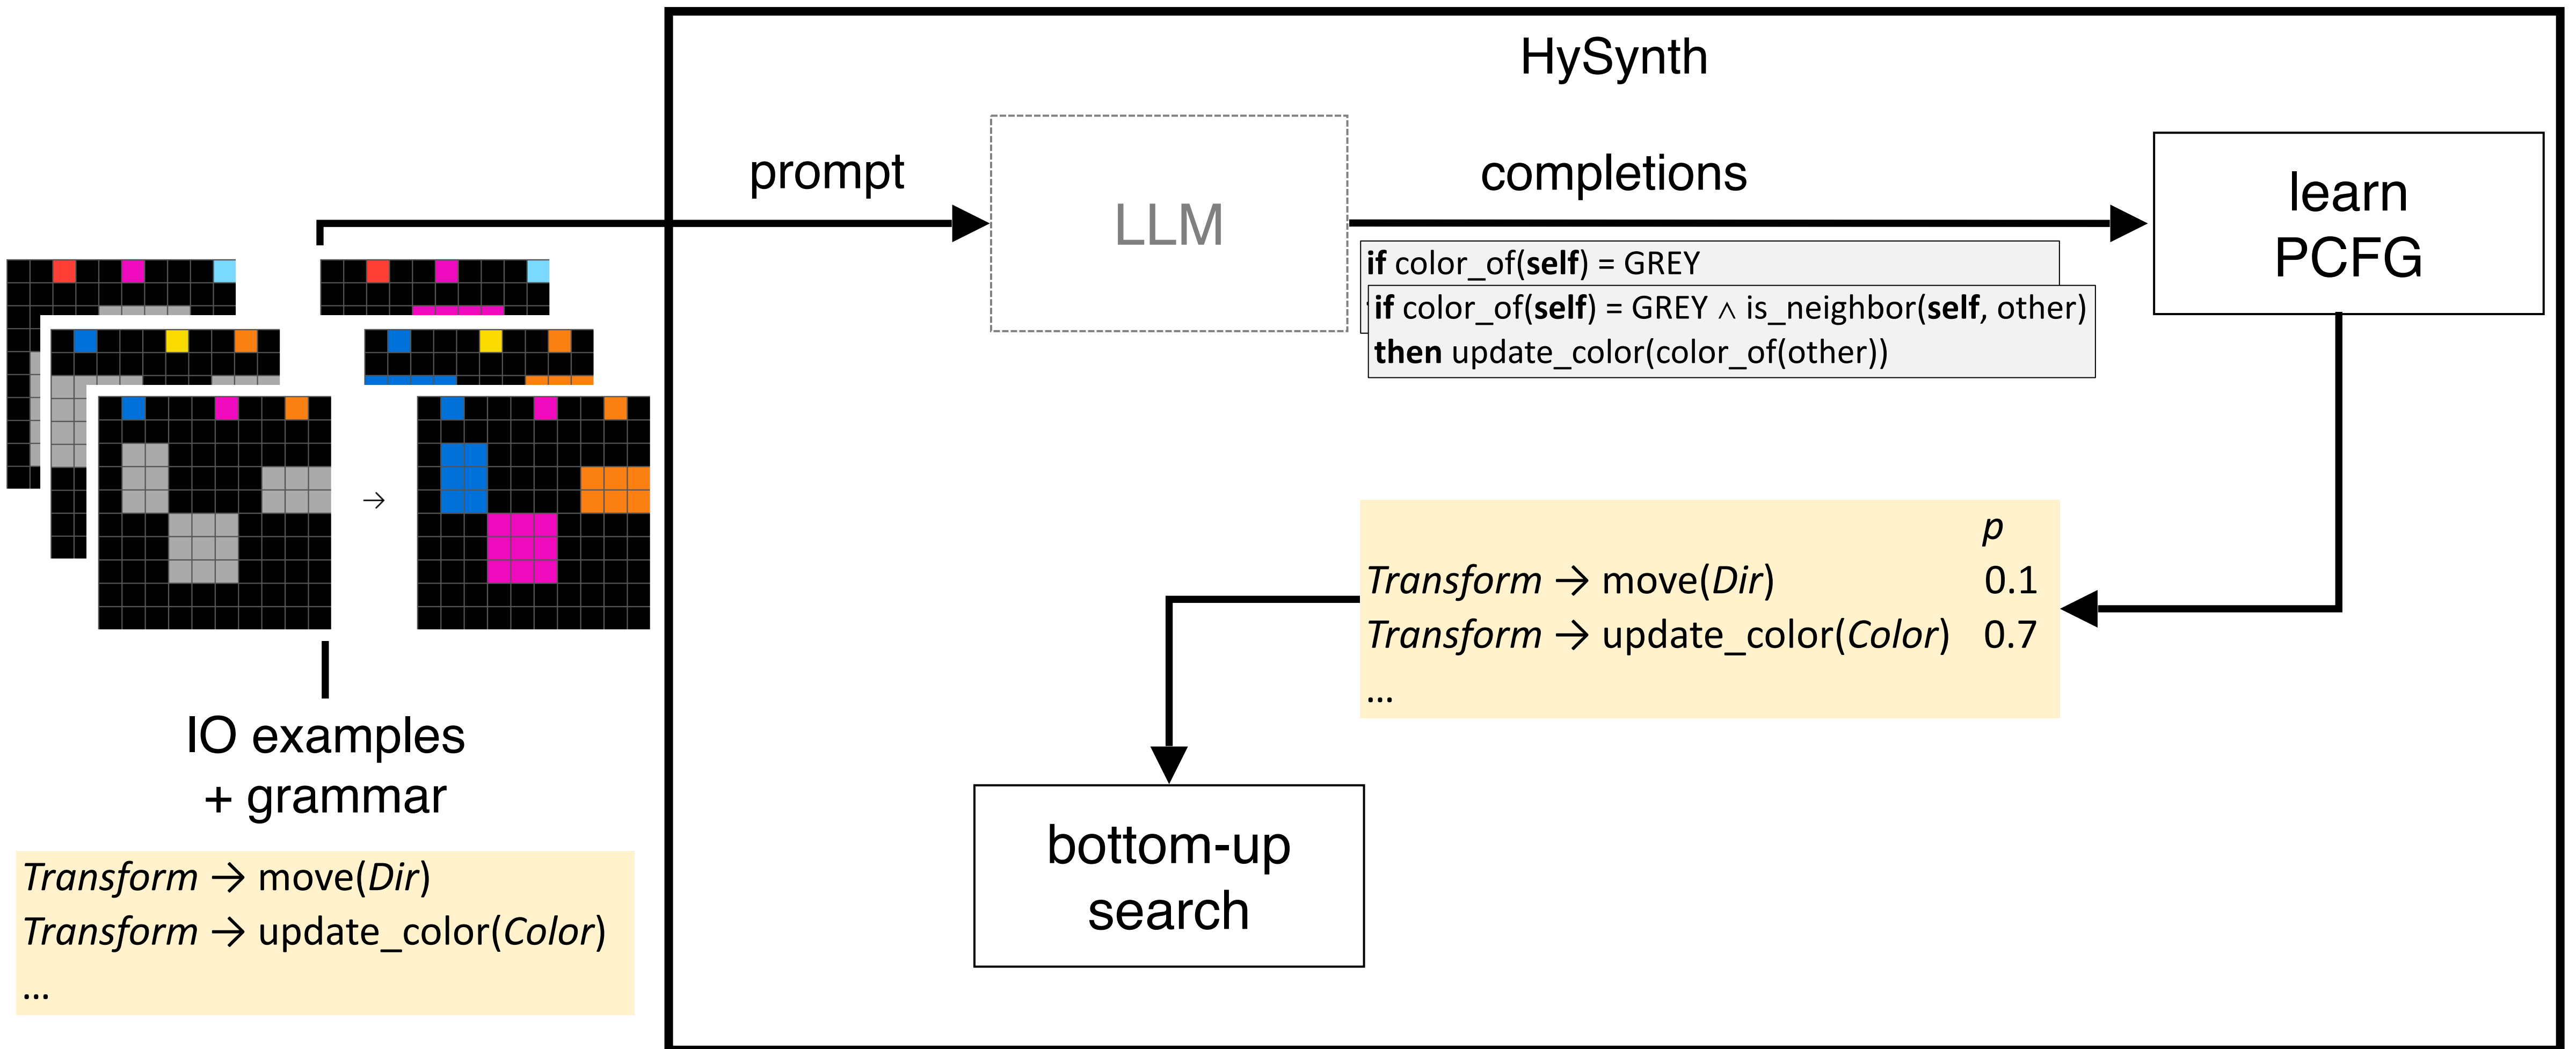 HySynth
prompt
LLM
completions
learn
PCFG
if color_of(self) = GREY
if color_of(self) = GREY ∧ is_neighbor(self, other)
then update_color(color_of(other))
→
p
Transform → move(Dir) 0.1
Transform → update_color(Color) 0.7
...
bottom-up
search
IO examples
+ grammar
Transform → move(Dir)
Transform → update_color(Color)
...